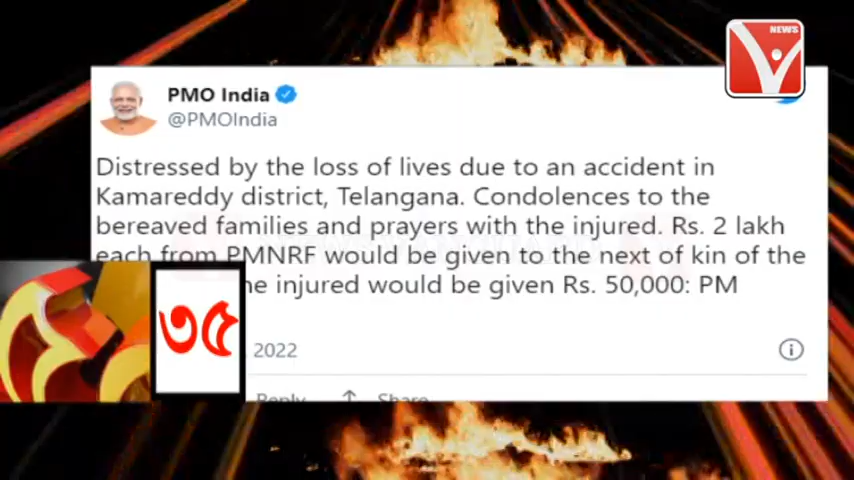 NEWS
PMO India
@PMOIndia
Distressed by the loss of lives due to an accident in
Kamareddy district, Telangana. Condolences to the
bereaved families and prayers with the injured. Rs. 2 lakh
each from PMNRF would be given to the next of kin of the
he injured would be given Rs. 50,000: PM
৩৫
2022
Reply Share